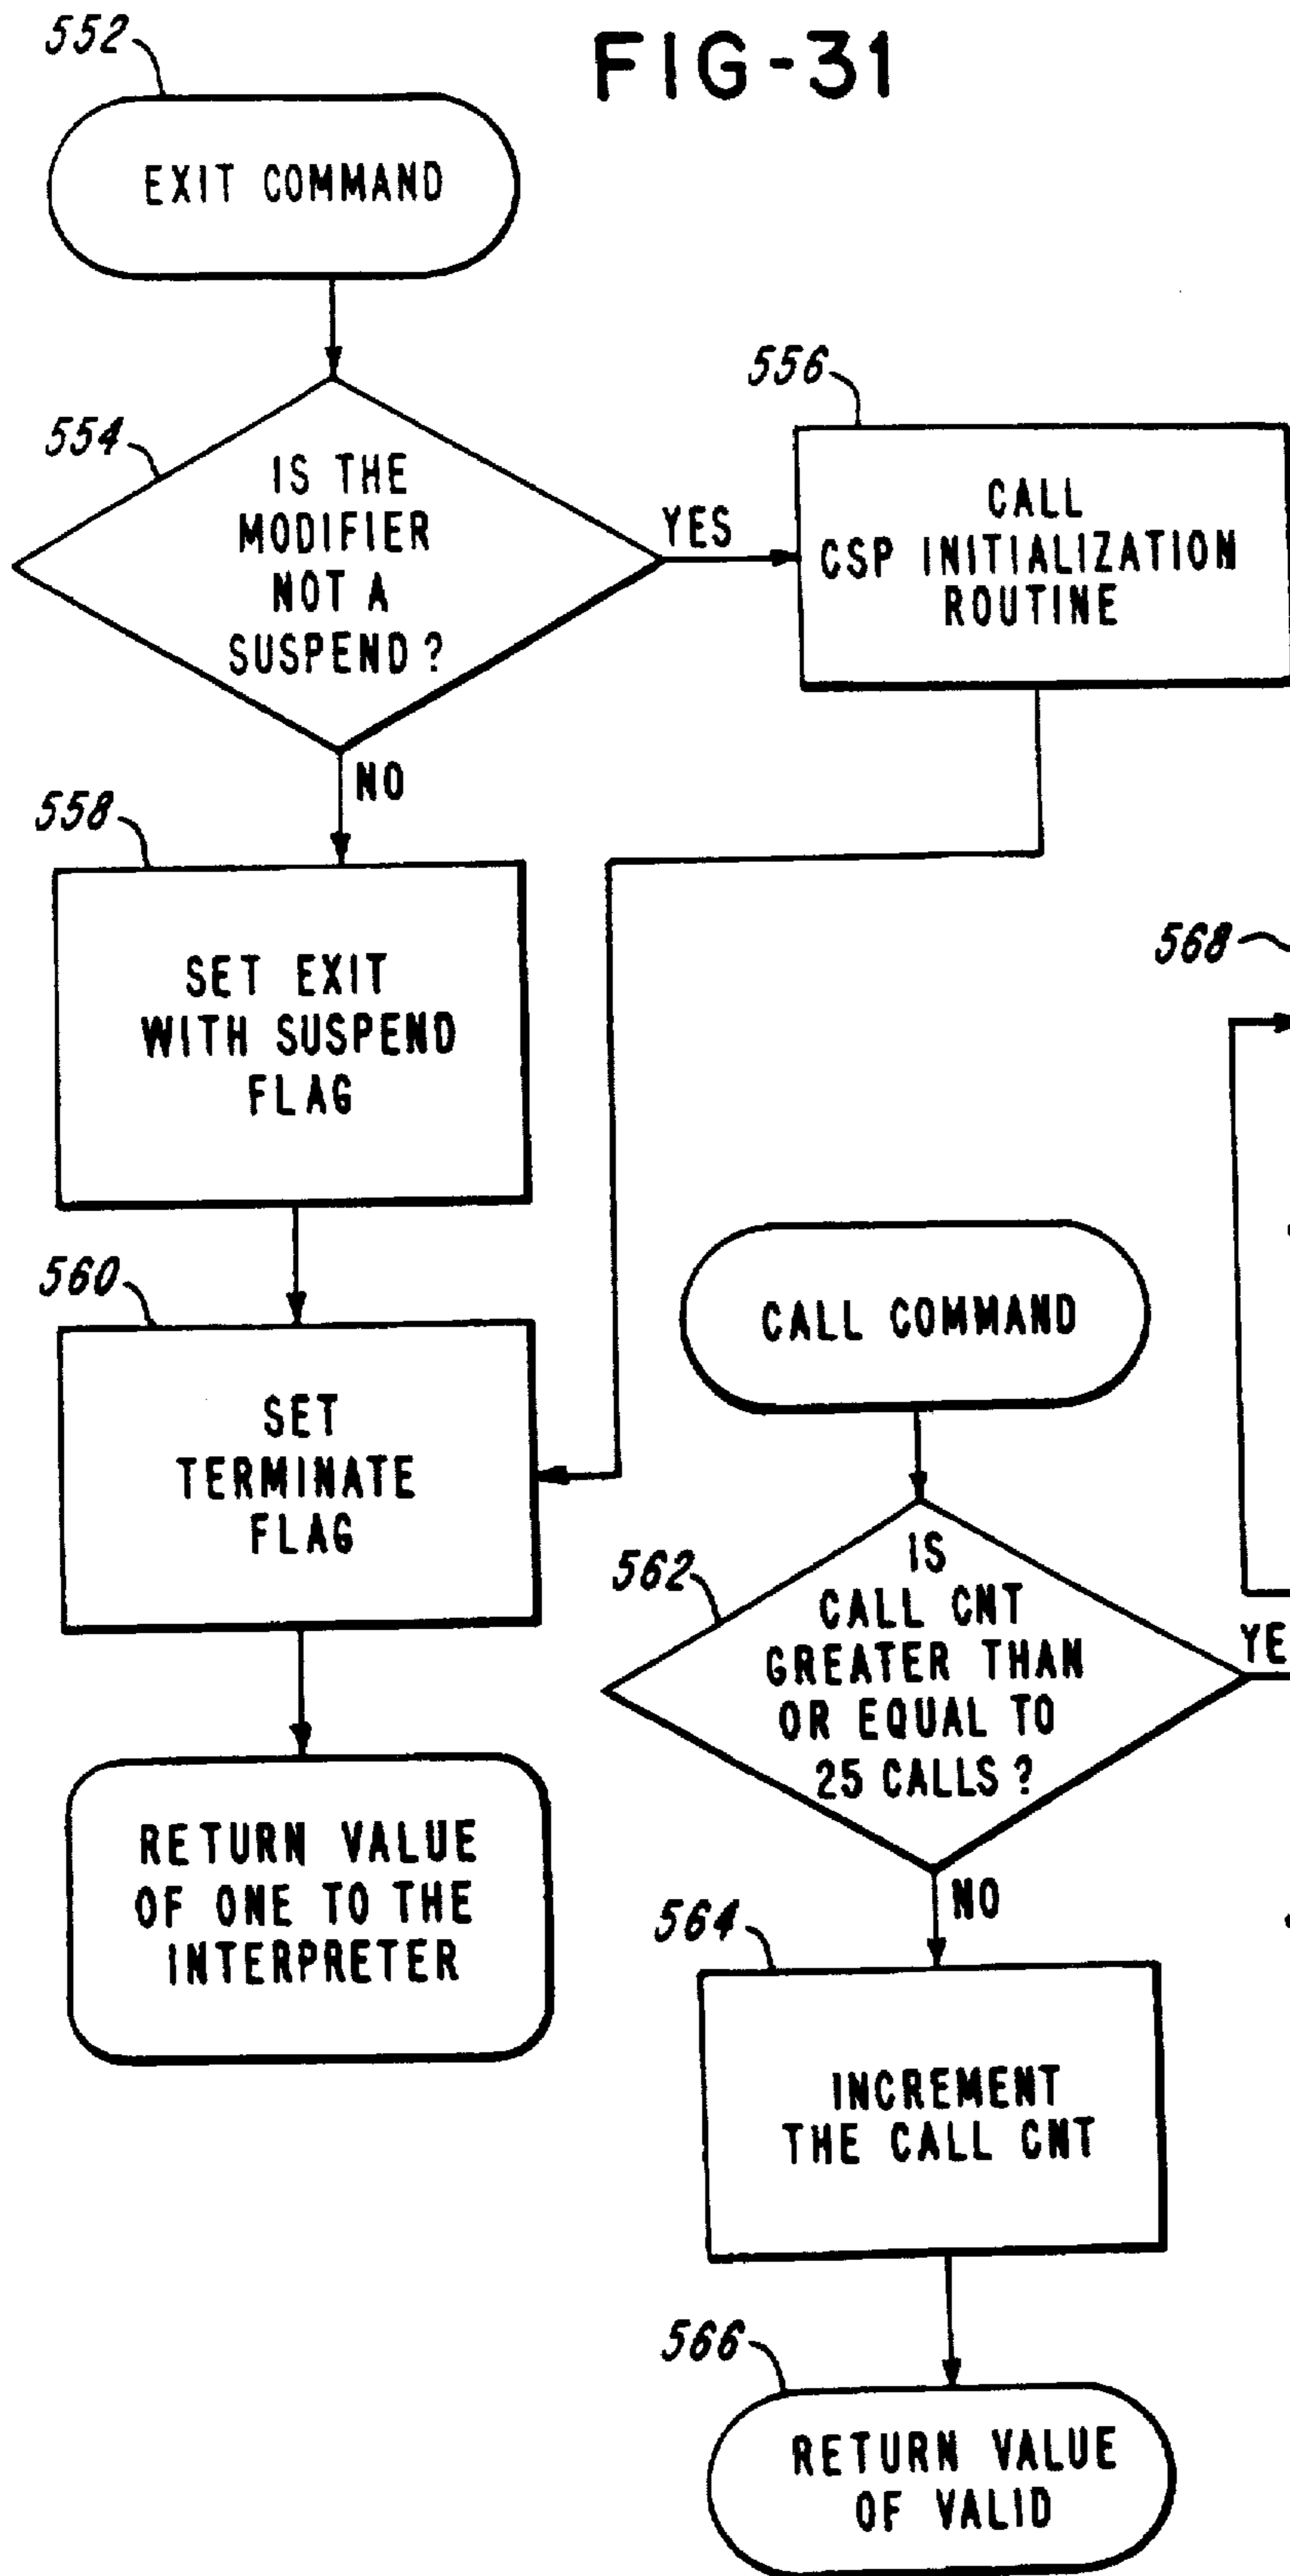 FIG-31
552
EXIT COMMAND
554
IS THE
MODIFIER
NOT A
SUSPEND?
YES
556
CALL
CSP INITIALIZATION
ROUTINE
NO
558
SET EXIT
WITH SUSPEND
FLAG
560
SET
TERMINATE
FLAG
RETURN VALUE
OF ONE TO THE
INTERPRETER
568
CALL COMMAND
562
IS
CALL CNT
GREATER THAN
OR EQUAL TO
25 CALLS?
YE
NO
564
INCREMENT
THE CALL CNT
566
RETURN VALUE
OF VALID